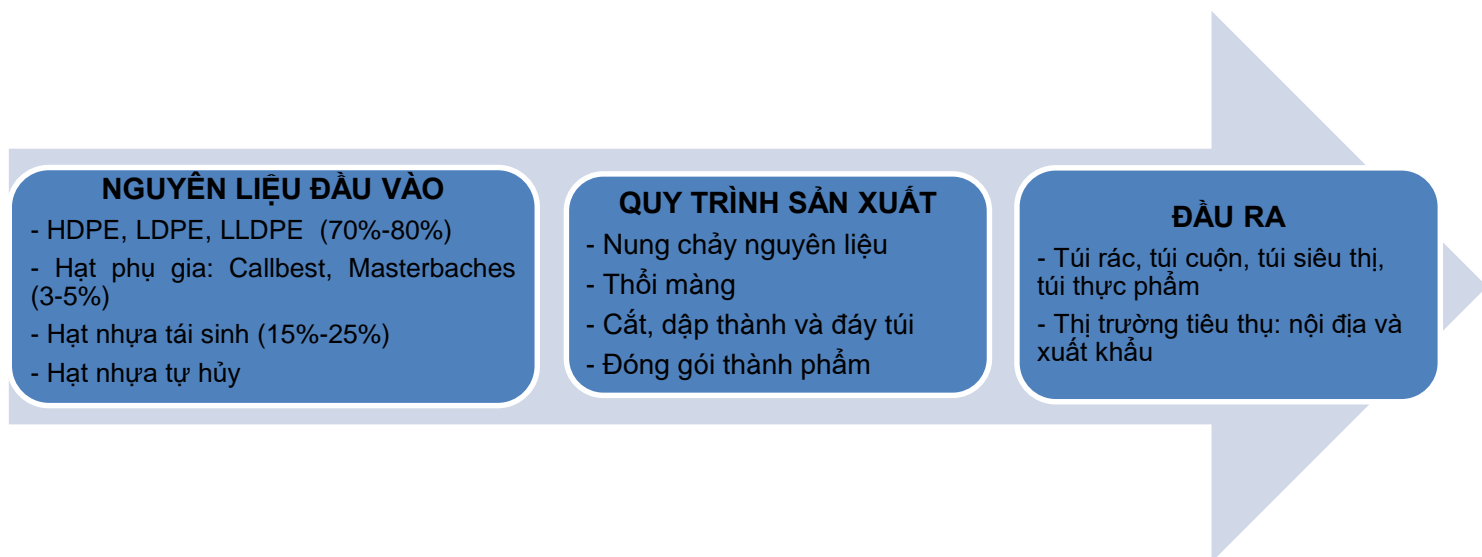 NGUYÊN LIỆU ĐẦU VÀO
- HDPE, LDPE, LLDPE (70%-80%)
- Hạt phụ gia: Callbest, Masterbaches
(3-5%)
- Hạt nhựa tái sinh (15%-25%)
- Hạt nhựa tự hủy
QUY TRÌNH SẢN XUẤT
- Nung chảy nguyên liệu
- Thổi màng
- Cắt, dập thành và đáy túi
- Đóng gói thành phẩm
ĐẦU RA
- Túi rác, túi cuộn, túi siêu thị,
túi thực phẩm
- Thị trường tiêu thụ: nội địa và
xuất khẩu